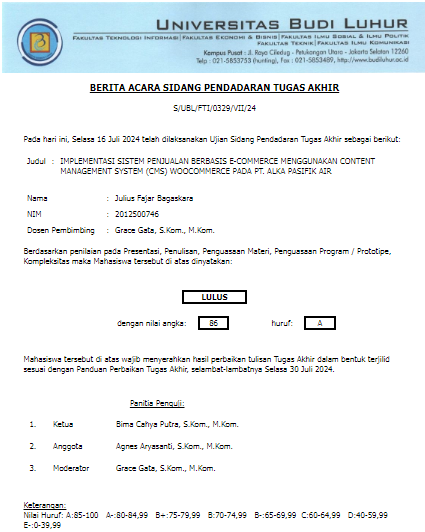 UNIVERSITAS BUDI LUHUR
FAKULTAS TEKNOLOGI INFORMASI | FAKULTAS EKONOMI & BISNIS | FAKULTAS ILMU SOSIAL & ILMU POLITIK
FAKULTAS TEKNIK | FAKULTAS ILMU KOMUNIKASI
Kampus Pusat : Jl. Raya Ciledug - Petukangan Utara - Jakarta Selatan 12260
Telp : 021-5853753 (hunting), Fax : 021-5853489, http://www.budiluhur.ac.id
BERITA ACARA SIDANG PENDADARAN TUGAS AKHIR
S/UBL/FTI/0329/VII/24
Pada hari ini, Selasa 16 Juli 2024 telah dilaksanakan Ujian Sidang Pendadaran Tugas Akhir sebagai berikut:
Judul : IMPLEMENTASI SISTEM PENJUALAN BERBASIS E-COMMERCE MENGGUNAKAN CONTENT
MANAGEMENT SYSTEM (CMS) WOOCOMMERCE PADA PT. ALKA PASIFIK AIR
Nama : Julius Fajar Bagaskara
NIM : 2012500746
Dosen Pembimbing : Grace Gata, S.Kom., M.Kom.
Berdasarkan penilaian pada Presentasi, Penulisan, Penguasaan Materi, Penguasaan Program / Prototipe,
Kompleksitas maka Mahasiswa tersebut di atas dinyatakan:
LULUS
dengan nilai angka: 86 huruf: A
Mahasiswa tersebut di atas wajib menyerahkan hasil perbaikan tulisan Tugas Akhir dalam bentuk terjilid
sesuai dengan Panduan Perbaikan Tugas Akhir, selambat-lambatnya Selasa 30 Juli 2024.
Panitia Penguji:
1. Ketua Bima Cahya Putra, S.Kom., M.Kom.
2. Anggota Agnes Aryasanti, S.Kom., M.Kom.
3. Moderator Grace Gata, S.Kom., M.Kom.
Keterangan:
Nilai Huruf: A:85-100 A-:80-84,99 B+:75-79,99 B:70-74,99 B-:65-69,99 C:60-64,99 D:40-59,99
E-:0-39,99